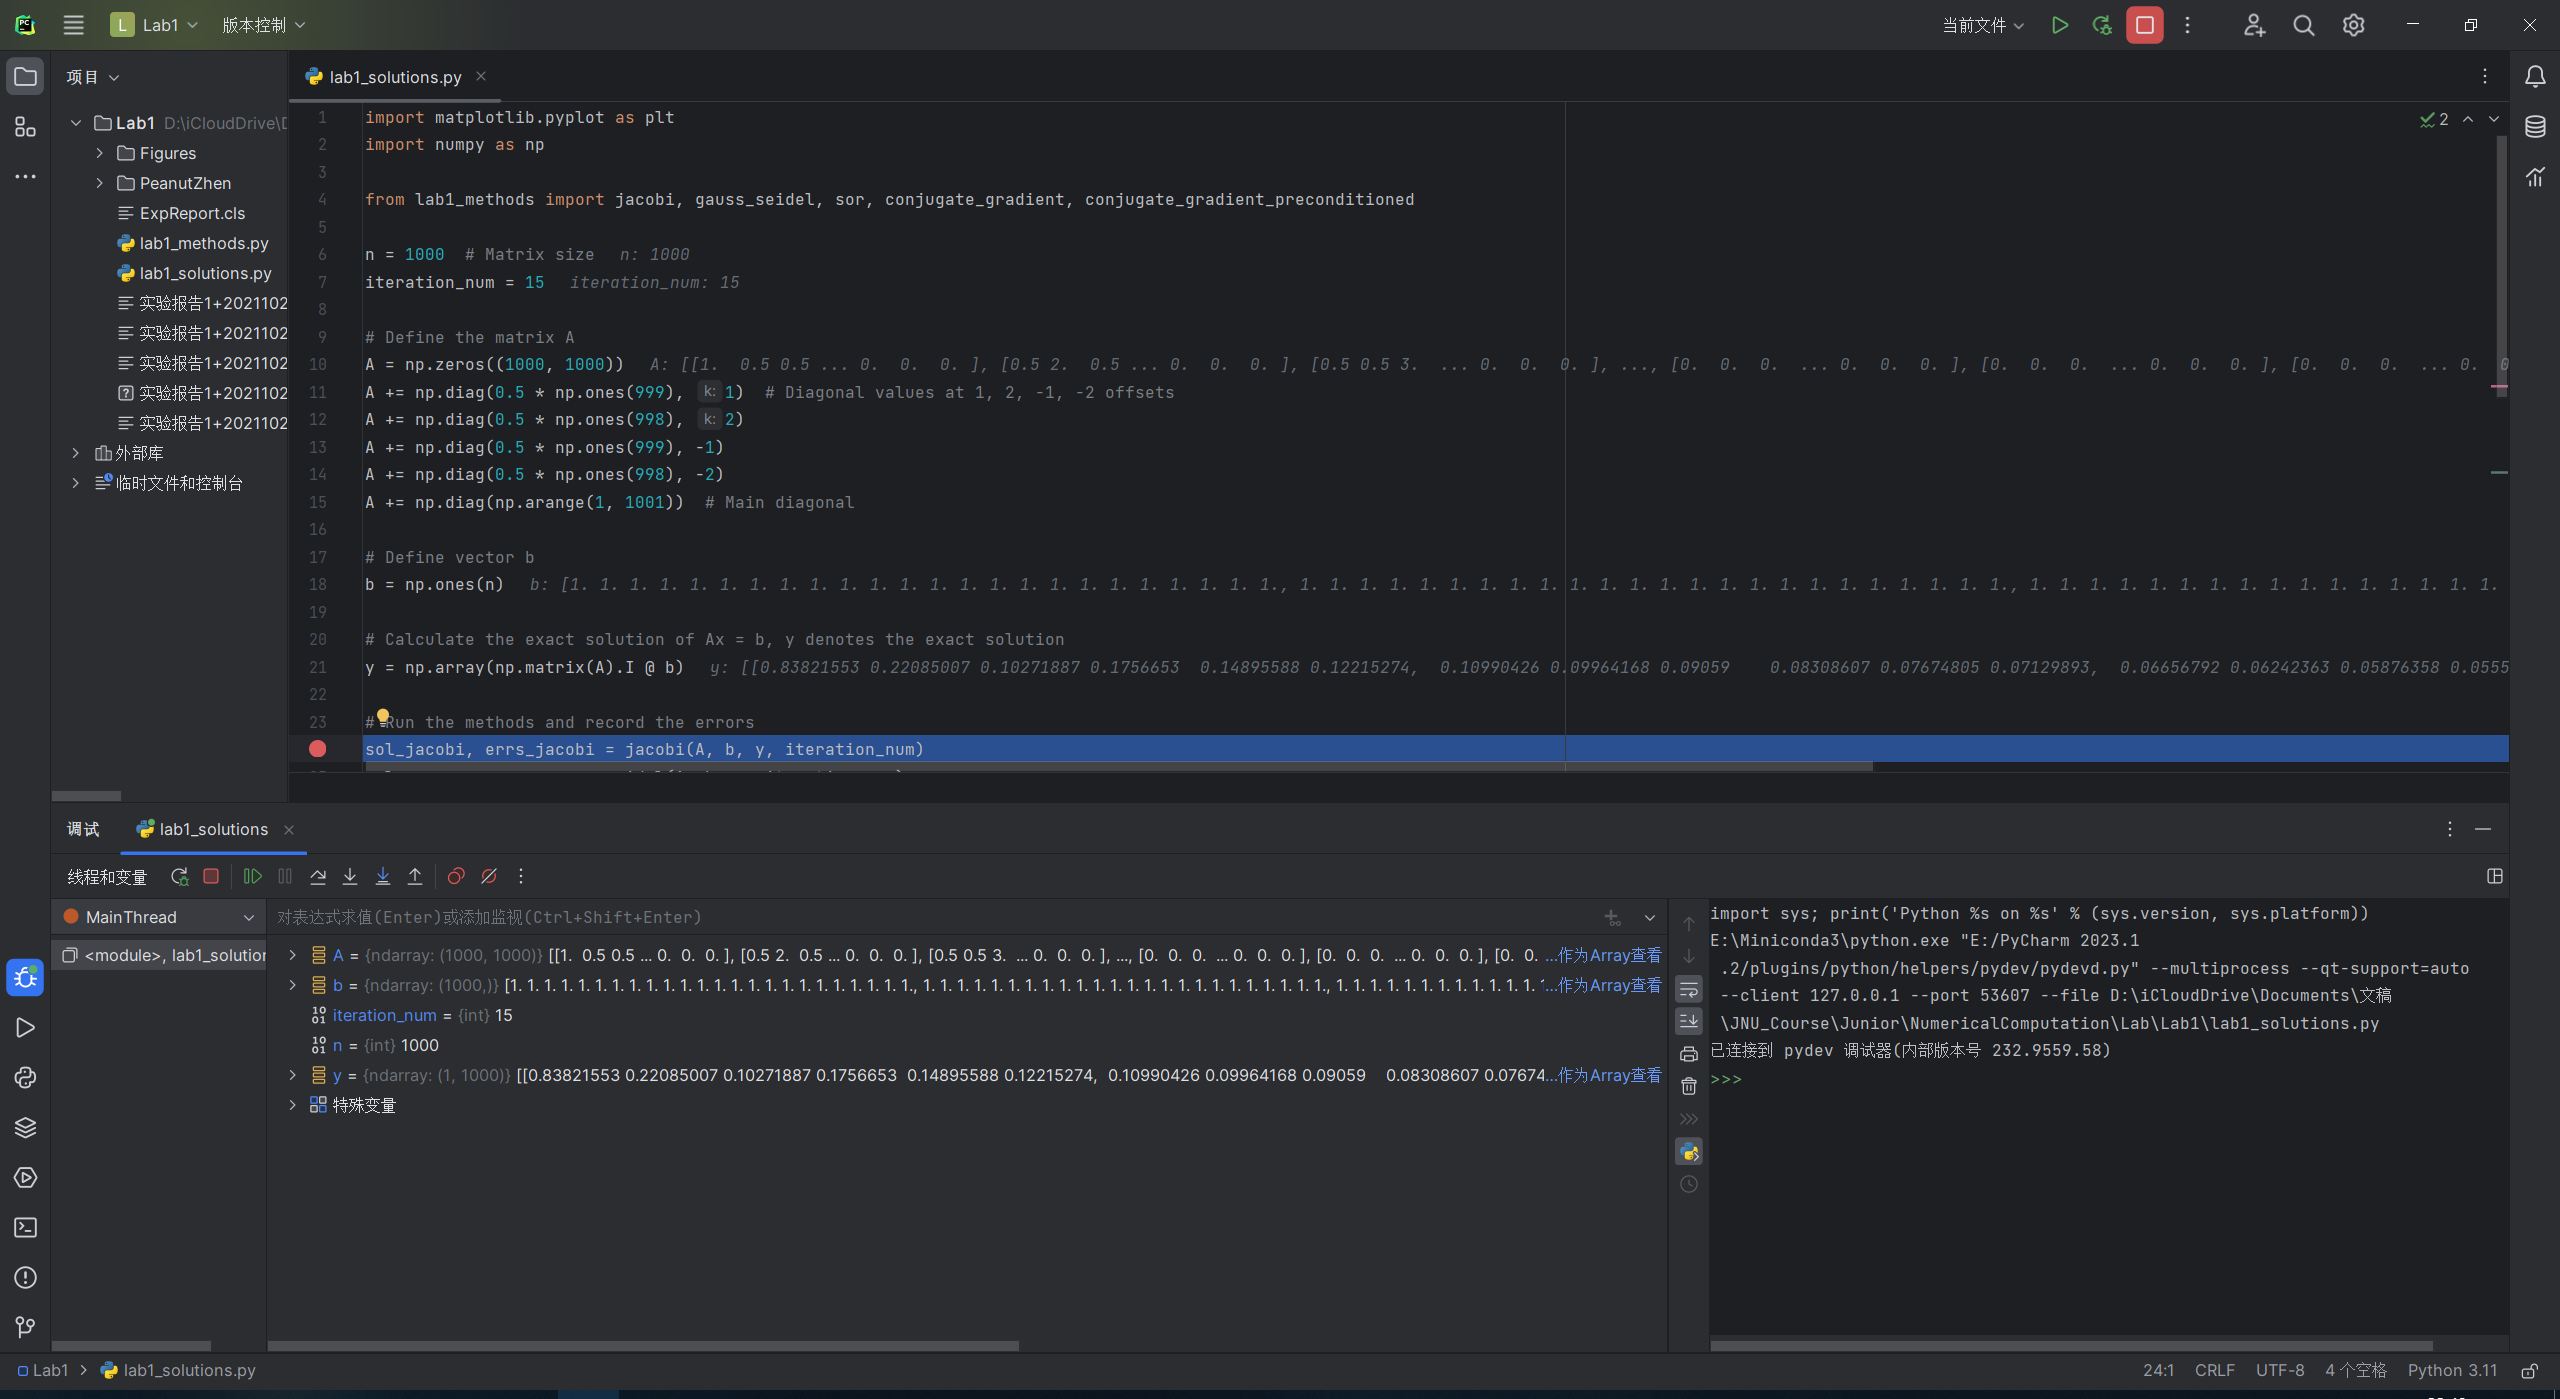 L Lab1 版本控制 当前文件
项目
Lab1 D:\iCloudDrive\D
Figures
PeanutZhen
ExpReport.cls
lab1_methods.py
lab1_solutions.py
实验报告1+2021102
实验报告1+2021102
实验报告1+2021102
实验报告1+2021102
实验报告1+2021102
外部库
临时文件和控制台
lab1_solutions.py
2
1 import matplotlib.pyplot as plt
2 import numpy as np
3
4 from lab1_methods import jacobi, gauss_seidel, sor, conjugate_gradient, conjugate_gradient_preconditioned
5
6 n = 1000  # Matrix size   n: 1000
7 iteration_num = 15   iteration_num: 15
8
9 # Define the matrix A
10 A = np.zeros((1000, 1000))   A: [[1.  0.5 0.5 ... 0.  0.  0. ], [0.5 2.  0.5 ... 0.  0.  0. ], [0.5 0.5 3.  ... 0.  0.  0. ], ..., [0.  0.  0.  ... 0.  0.  0. ], [0.  0.  0.  ... 0.  0.  0. ], [0.  0.  0.  ... 0.  0
11 A += np.diag(0.5 * np.ones(999), k: 1)  # Diagonal values at 1, 2, -1, -2 offsets
12 A += np.diag(0.5 * np.ones(998), k: 2)
13 A += np.diag(0.5 * np.ones(999), -1)
14 A += np.diag(0.5 * np.ones(998), -2)
15 A += np.diag(np.arange(1, 1001))  # Main diagonal
16
17 # Define vector b
18 b = np.ones(n)   b: [1. 1. 1. 1. 1. 1. 1. 1. 1. 1. 1. 1. 1. 1. 1. 1. 1. 1. 1. 1. 1. 1. 1. 1., 1. 1. 1. 1. 1. 1. 1. 1. 1. 1. 1. 1. 1. 1. 1. 1. 1. 1. 1. 1. 1. 1. 1. 1., 1. 1. 1. 1. 1. 1. 1. 1. 1. 1. 1. 1. 1. 1. 1. 1.
19
20 # Calculate the exact solution of Ax = b, y denotes the exact solution
21 y = np.array(np.matrix(A).I @ b)   y: [[0.83821553 0.22085007 0.10271887 0.1756653  0.14895588 0.12215274,  0.10990426 0.09964168 0.09059    0.08308607 0.07674805 0.07129893,  0.06656792 0.06242363 0.05876358 0.0555
22
23 # Run the methods and record the errors
sol_jacobi, errs_jacobi = jacobi(A, b, y, iteration_num)
调试 lab1_solutions
线程和变量
MainThread
<module>, lab1_solution
对表达式求值(Enter)或添加监视(Ctrl+Shift+Enter)
A = {ndarray: (1000, 1000)} [[1.  0.5 0.5 ... 0.  0.  0. ], [0.5 2.  0.5 ... 0.  0.  0. ], [0.5 0.5 3.  ... 0.  0.  0. ], ..., [0.  0.  0.  ... 0.  0.  0. ], [0.  0.  0.  ... 0.  0.  0. ], [0.  0. ...作为Array查看
b = {ndarray: (1000,)} [1. 1. 1. 1. 1. 1. 1. 1. 1. 1. 1. 1. 1. 1. 1. 1. 1. 1. 1. 1. 1. 1. 1. 1., 1. 1. 1. 1. 1. 1. 1. 1. 1. 1. 1. 1. 1. 1. 1. 1. 1. 1. 1. 1. 1. 1. 1. 1., 1. 1. 1. 1. 1. 1. 1. 1. 1. 1. 1. 1. ...作为Array查看
iteration_num = {int} 15
n = {int} 1000
y = {ndarray: (1, 1000)} [[0.83821553 0.22085007 0.10271887 0.1756653  0.14895588 0.12215274,  0.10990426 0.09964168 0.09059    0.08308607 0.07674...作为Array查看
特殊变量
import sys; print('Python %s on %s' % (sys.version, sys.platform))
E:\Miniconda3\python.exe "E:/PyCharm 2023.1
.2/plugins/python/helpers/pydev/pydevd.py" --multiprocess --qt-support=auto
--client 127.0.0.1 --port 53607 --file D:\iCloudDrive\Documents\文稿
\JNU_Course\Junior\NumericalComputation\Lab\Lab1\lab1_solutions.py
已连接到 pydev 调试器(内部版本号 232.9559.58)
>>>
Lab1 > lab1_solutions.py
24:1 CRLF UTF-8 4 个空格 Python 3.11